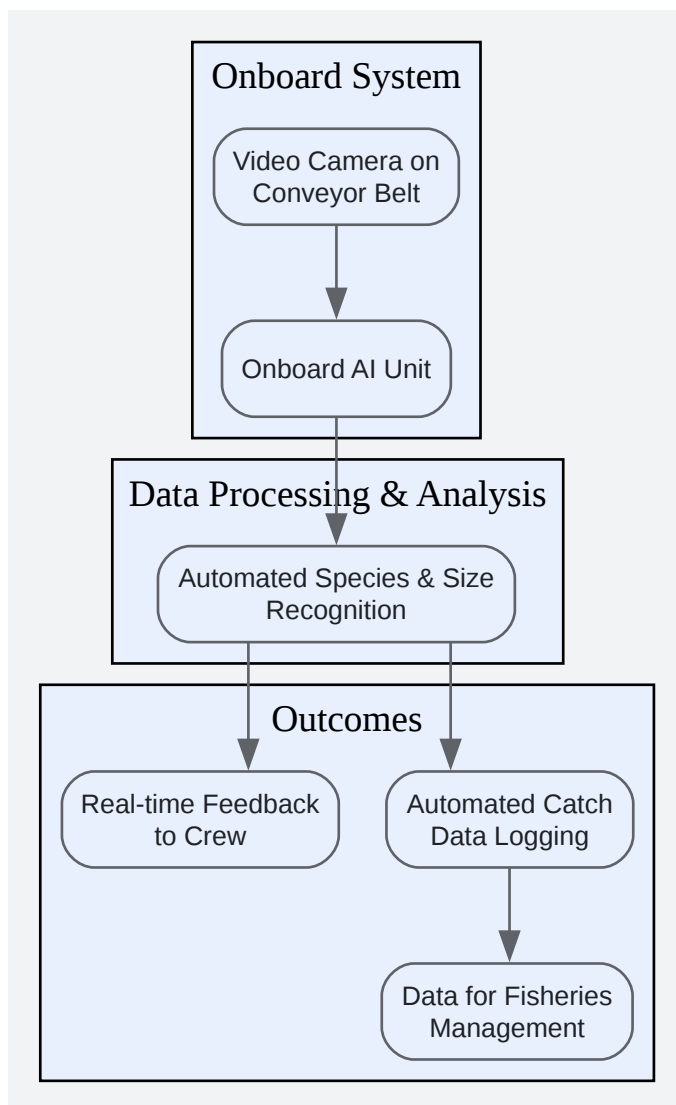 Onboard System
Video Camera on
Conveyor Belt
Onboard AI Unit
Data Processing & Analysis
Automated Species & Size
Recognition
Outcomes
Real-time Feedback
to Crew
Automated Catch
Data Logging
Data for Fisheries
Management